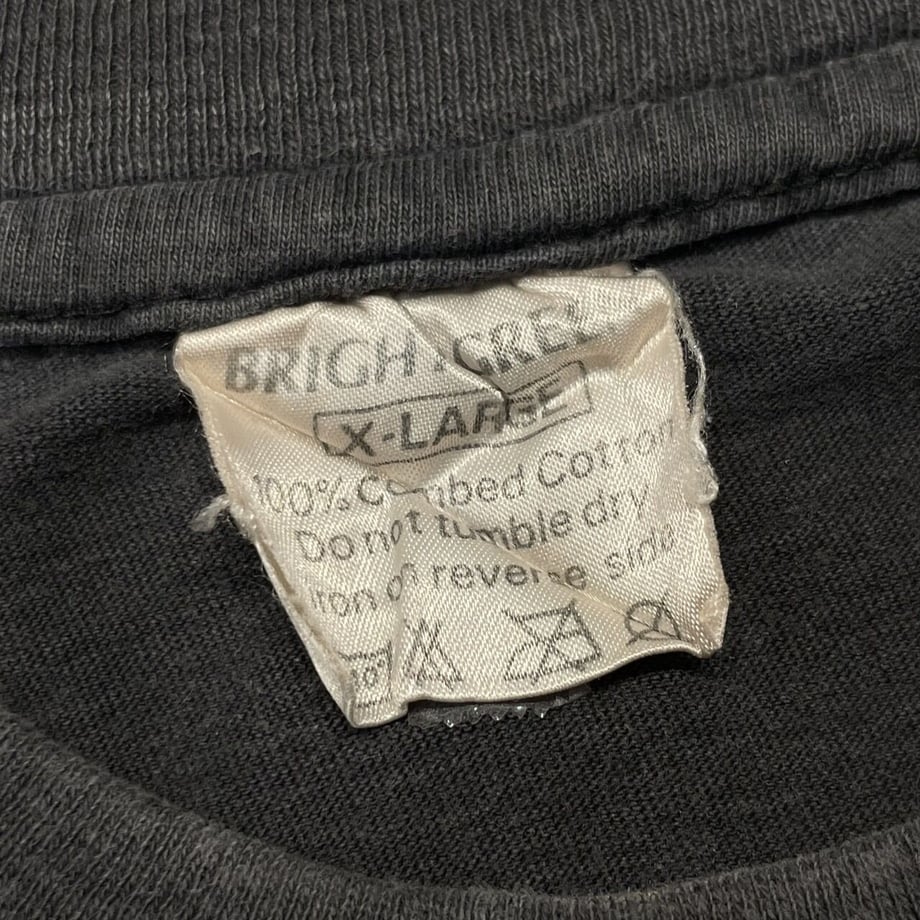 X-LARGE
100% Combed Cotton
Do not tumble dry
Iron on reverse side